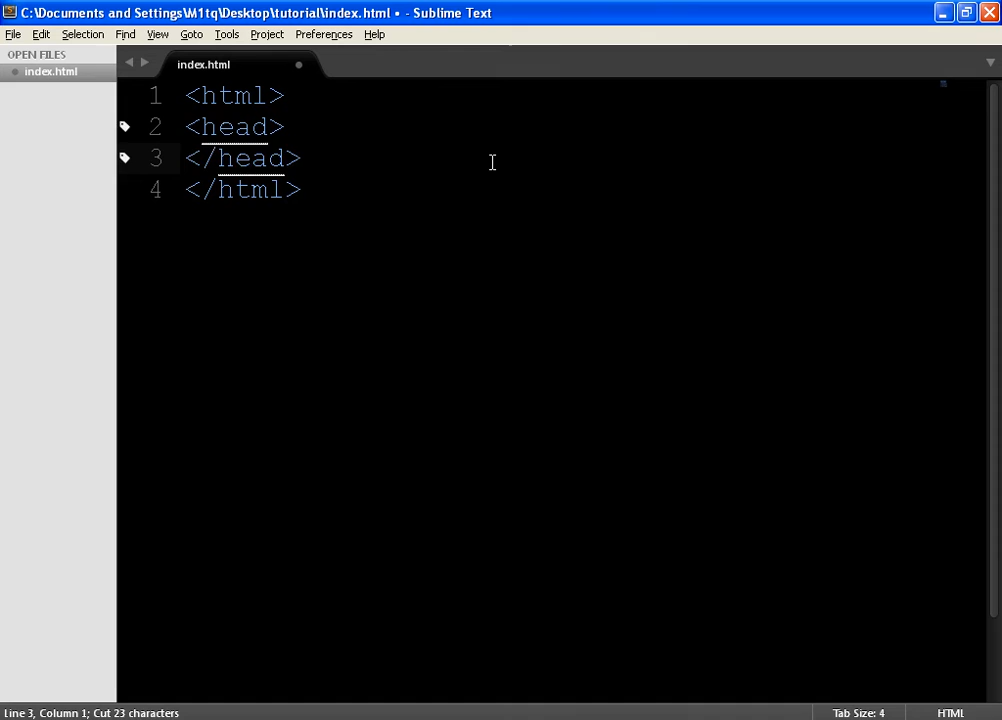 C:\Documents and Settings\M1tq\Desktop\tutorial\index.html • - Sublime Text
File Edit Selection Find View Goto Tools Project Preferences Help
OPEN FILES
index.html
index.html
1 <html>
2 <head>
3 </head>
4 </html>
Line 3, Column 1; Cut 23 characters Tab Size: 4 HTML